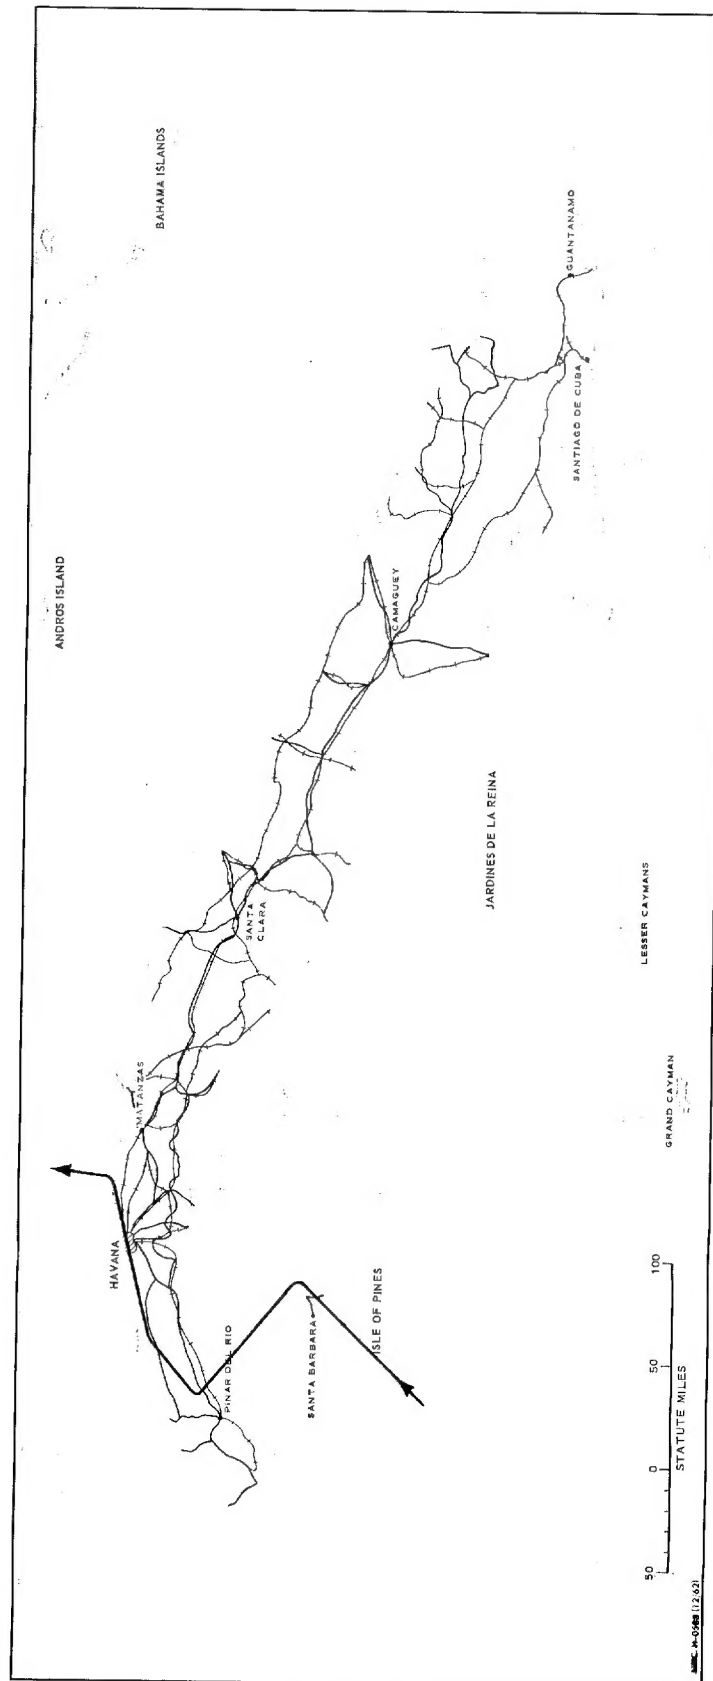 BAHAMA ISLANDS
ANDROS ISLAND
GUANTANAMO
SANTIAGO DE CUBA
CAMAGUEY
JARDINES DE LA REINA
SANTA
CLARA
LESSER CAYMANS
MATANZAS
GRAND CAYMAN
HAVANA
PINAR DEL RIO
SANTA BARBARA
ISLE OF PINES
50 0 50 100
STATUTE MILES